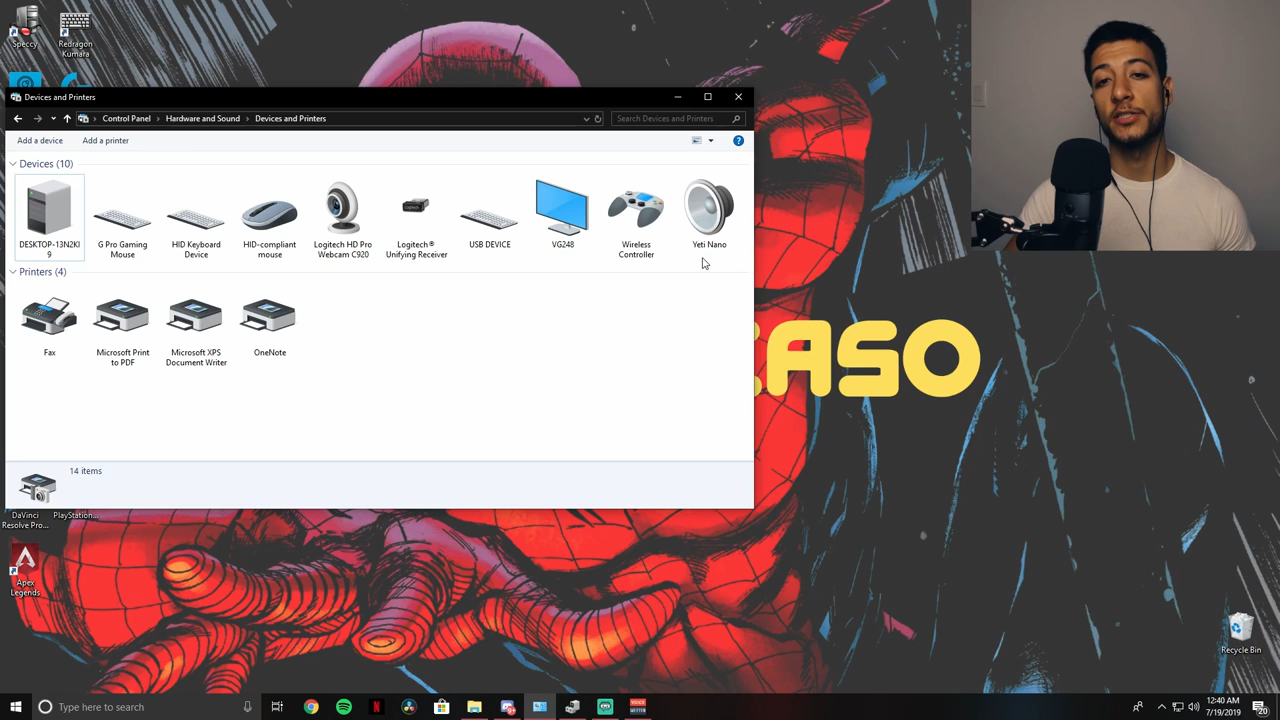 Speccy
Redragon
Kumara
Devices and Printers
Control Panel
Hardware and Sound
Devices and Printers
Search Devices and Printers
Add a device
Add a printer
Devices (10)
DESKTOP-13N2KI
9
G Pro Gaming
Mouse
HID Keyboard
Device
HID-compliant
mouse
Logitech HD Pro
Webcam C920
Logitech®
Unifying Receiver
USB DEVICE
VG248
Wireless
Controller
Yeti Nano
Printers (4)
Fax
Microsoft Print
to PDF
Microsoft XPS
Document Writer
OneNote
14 items
DaVinci
Resolve Pro...
PlayStation...
Apex
Legends
ASO
Recycle Bin
Type here to search
12:40 AM
7/19/2019
20